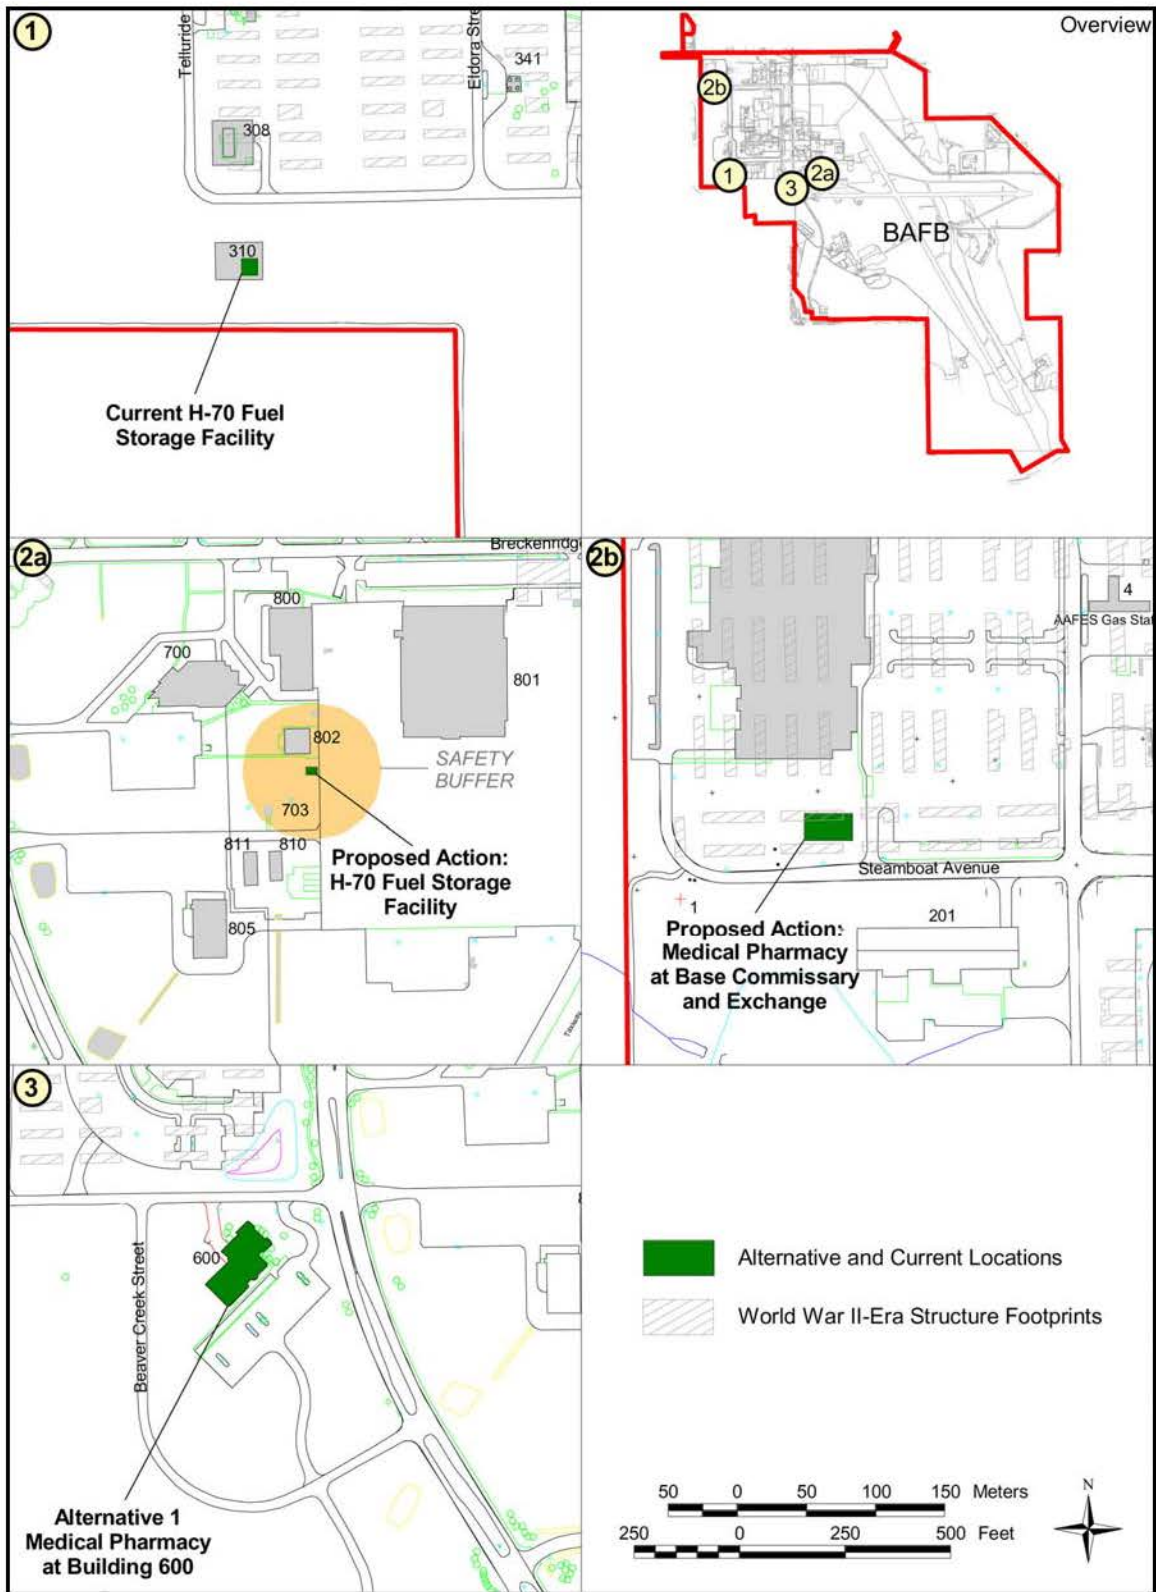 1
Telluride
Eldora Stre
341
308
310
Current H-70 Fuel
Storage Facility
Overview
2b
1
3
2a
BAFB
2a
Breckenridg
800
700
801
802
SAFETY
BUFFER
703
811
810
Proposed Action:
H-70 Fuel Storage
Facility
805
2b
4
AAFES Gas Stat
Steamboat Avenue
1
201
Proposed Action:
Medical Pharmacy
at Base Commissary
and Exchange
3
600
Beaver Creek Street
Alternative 1
Medical Pharmacy
at Building 600
Alternative and Current Locations
World War II-Era Structure Footprints
50 0 50 100 150 Meters
250 0 250 500 Feet
N